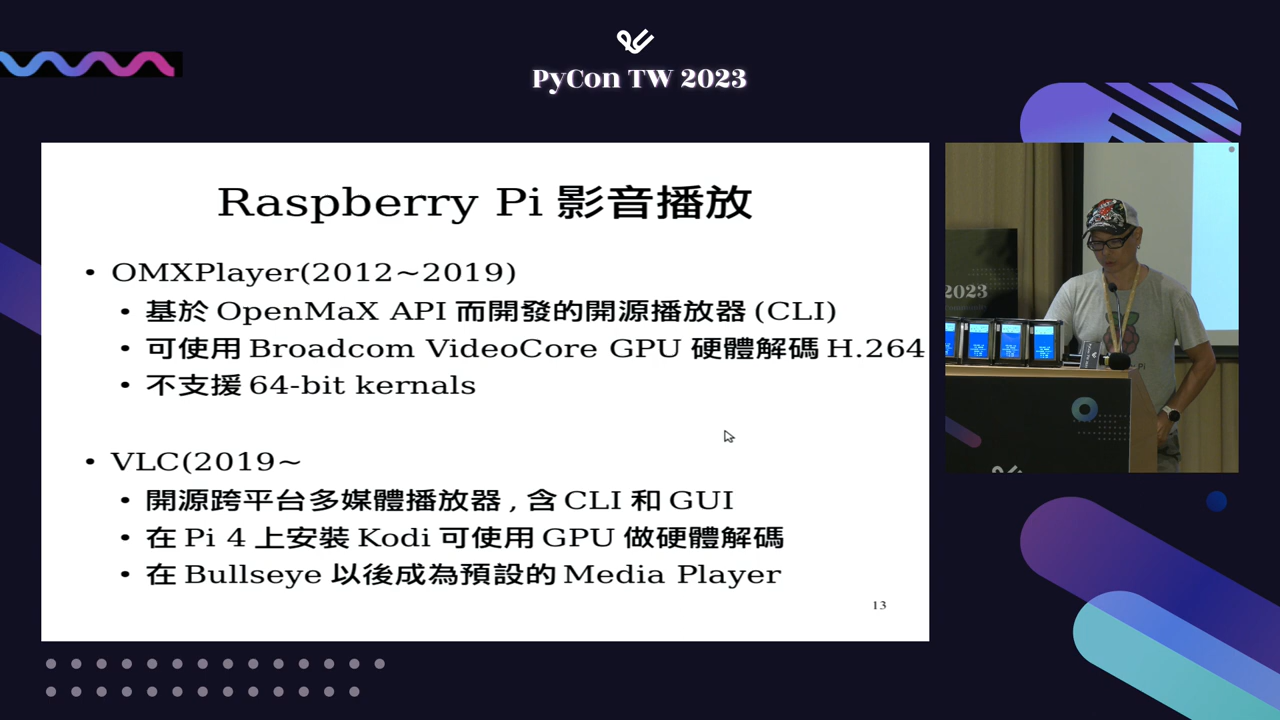 PyCon TW 2023
Raspberry Pi 影音播放
• OMXPlayer(2012~2019)
• 基於 OpenMaX API 而開發的開源播放器 (CLI)
• 可使用 Broadcom VideoCore GPU 硬體解碼 H.264
• 不支援 64-bit kernals
• VLC(2019~
• 開源跨平台多媒體播放器 , 含 CLI 和 GUI
• 在 Pi 4 上安裝 Kodi 可使用 GPU 做硬體解碼
• 在 Bullseye 以後成為預設的 Media Player
13
2023